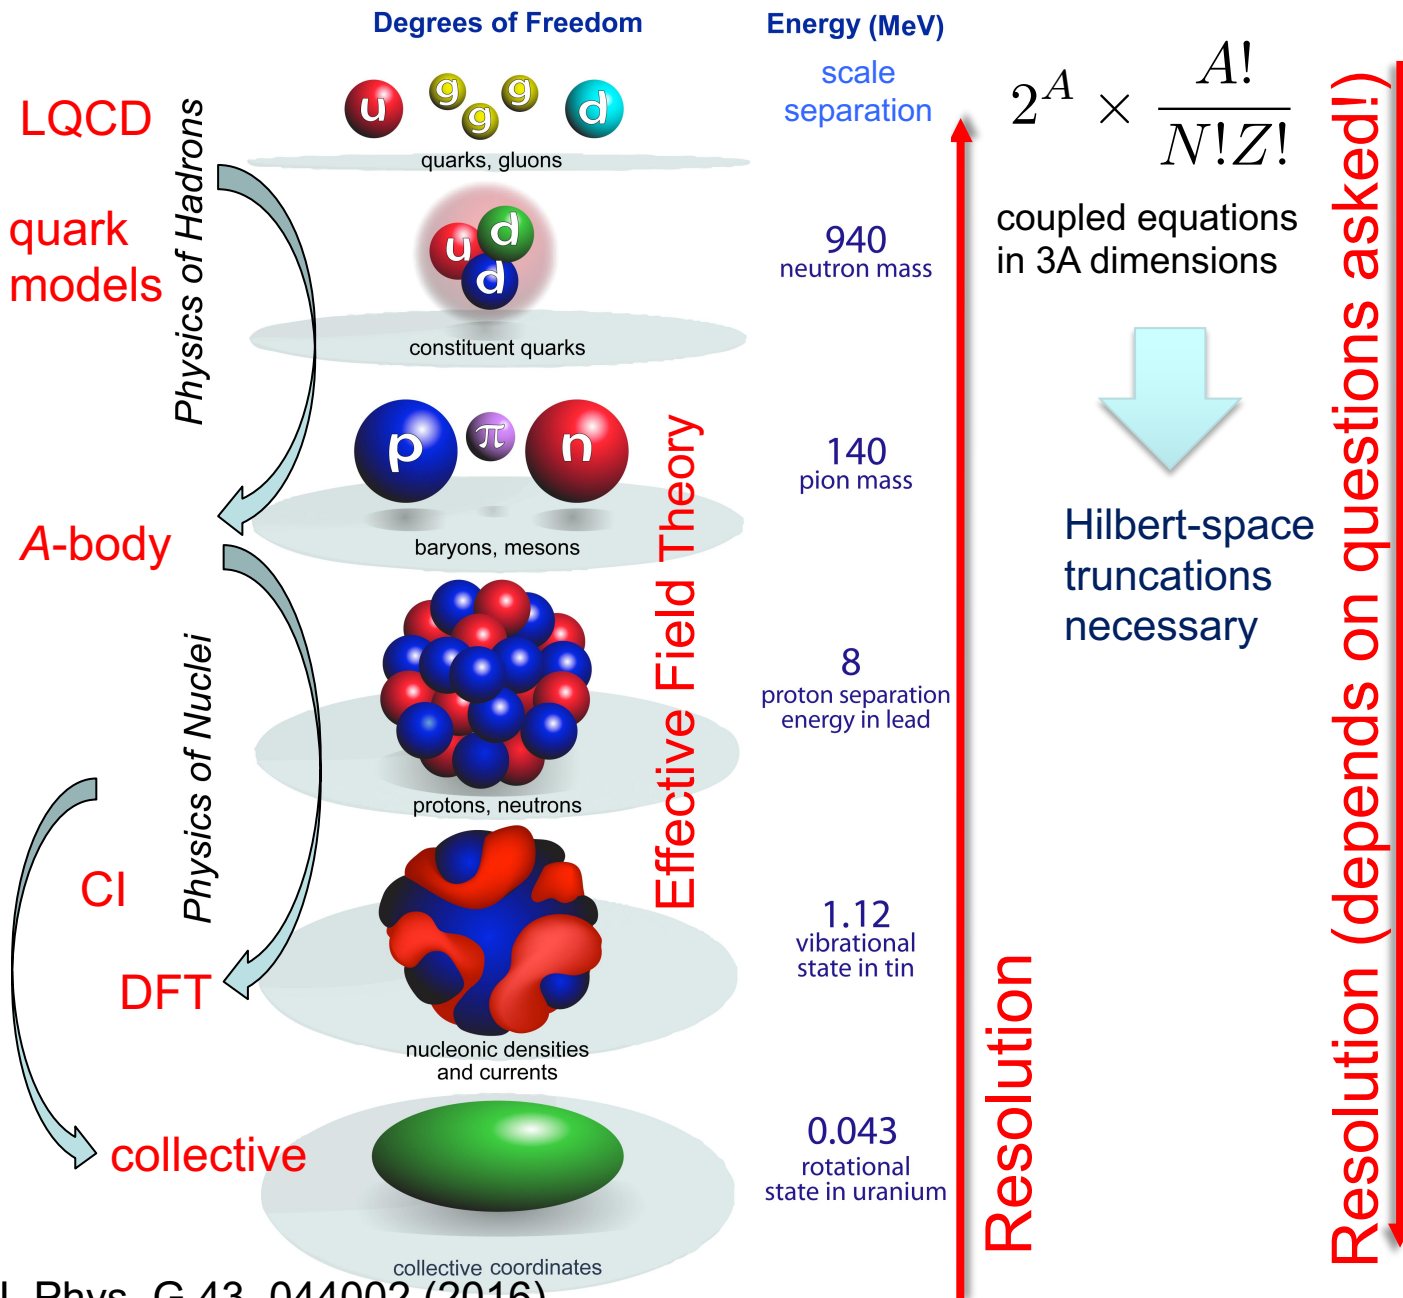 Degrees of Freedom
Energy (MeV)
scale
separation
2^A × A!/N!Z!
LQCD
Physics of Hadrons
u g g g d
quarks, gluons
quark
models
u d d
constituent quarks
940
neutron mass
coupled equations
in 3A dimensions
p π n
baryons, mesons
140
pion mass
Hilbert-space
truncations
necessary
A-body
Physics of Nuclei
Effective Field Theory
protons, neutrons
8
proton separation
energy in lead
CI
DFT
nucleonic densities
and currents
1.12
vibrational
state in tin
collective
collective coordinates
0.043
rotational
state in uranium
Resolution
Resolution (depends on questions asked!)
Phys. G 43, 044002 (2016)